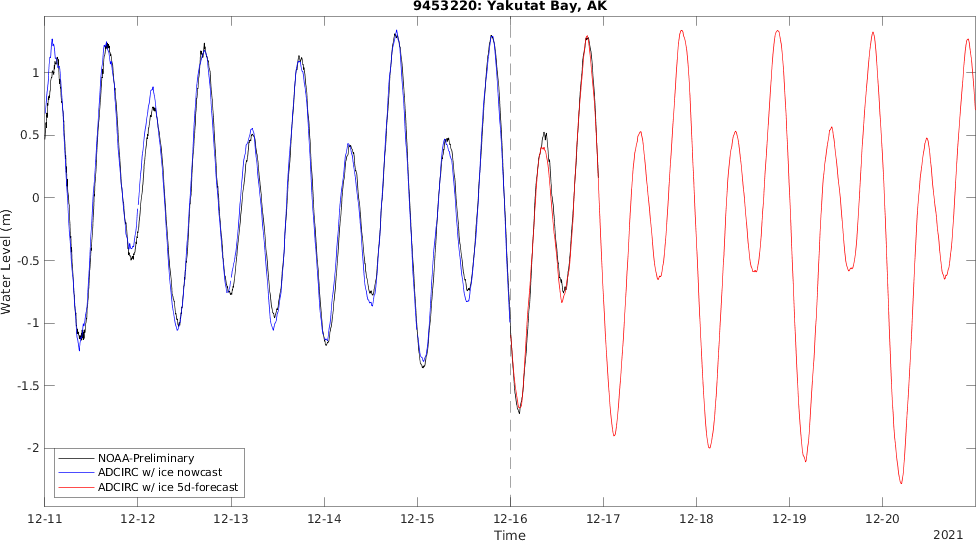 9453220: Yakutat Bay, AK
Water Level (m)
1
0.5
0
-0.5
-1
-1.5
-2
NOAA-Preliminary
ADCIRC w/ ice nowcast
ADCIRC w/ ice 5d-forecast
12-11 12-12 12-13 12-14 12-15 12-16 12-17 12-18 12-19 12-20
Time
2021